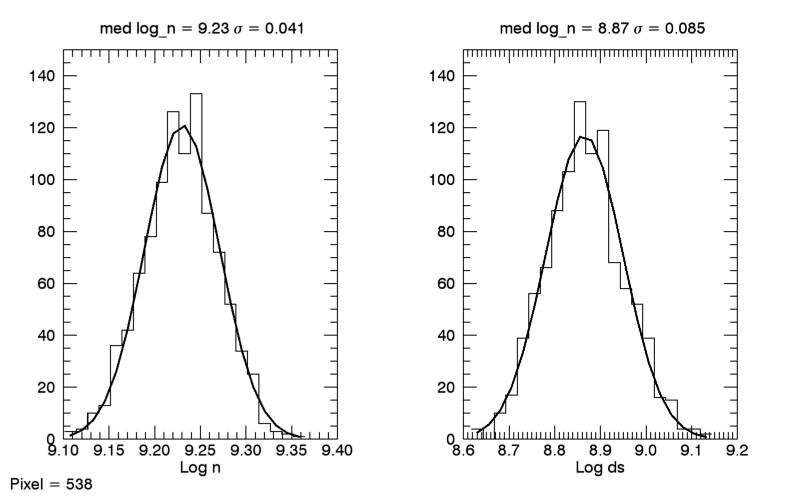 med log_n = 9.23 σ = 0.041
med log_n = 8.87 σ = 0.085
140
120
100
80
60
40
20
0
9.10 9.15 9.20 9.25 9.30 9.35 9.40
Log n
140
120
100
80
60
40
20
0
8.6 8.7 8.8 8.9 9.0 9.1 9.2
Log ds
Pixel = 538